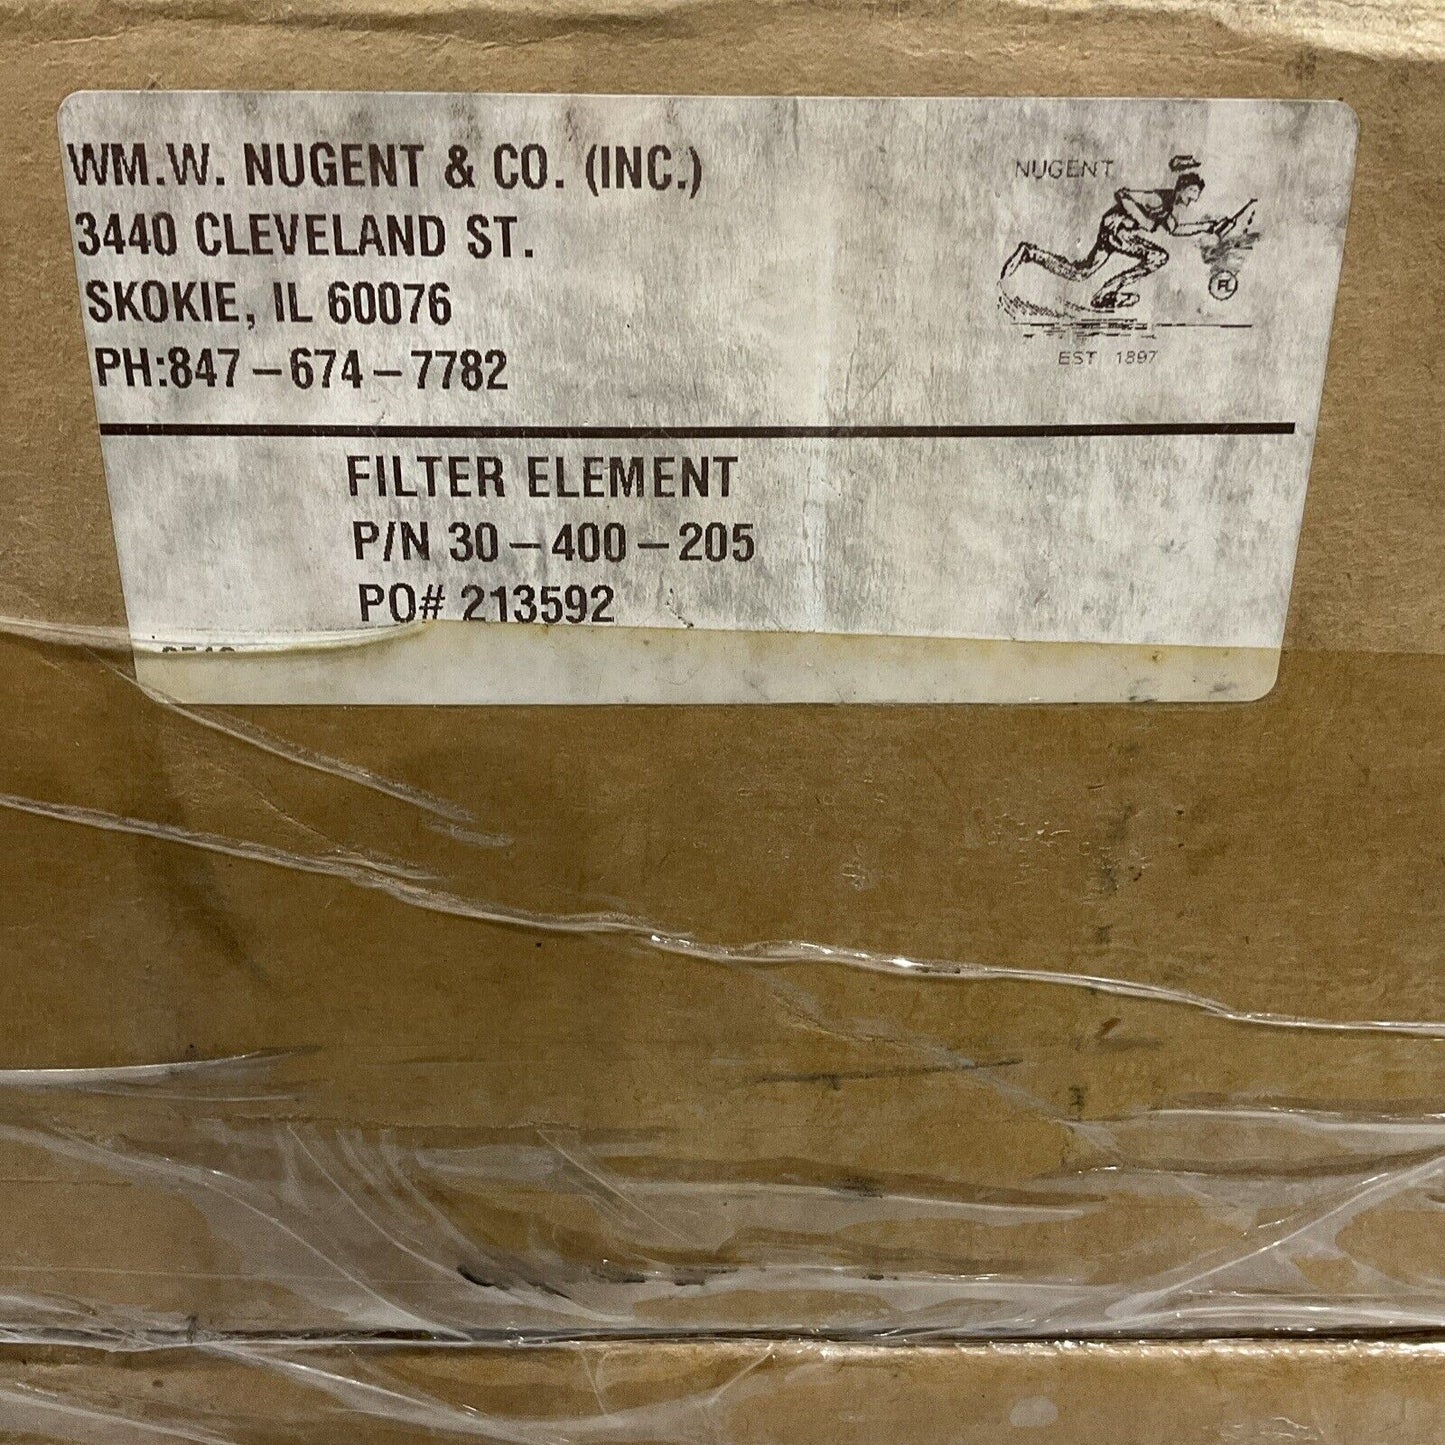 WM.W. NUGENT & CO. (INC.)
3440 CLEVELAND ST.
SKOKIE, IL 60076
PH:847-674-7782
NUGENT
EST 1897
FILTER ELEMENT
P/N 30-400-205
PO# 213592